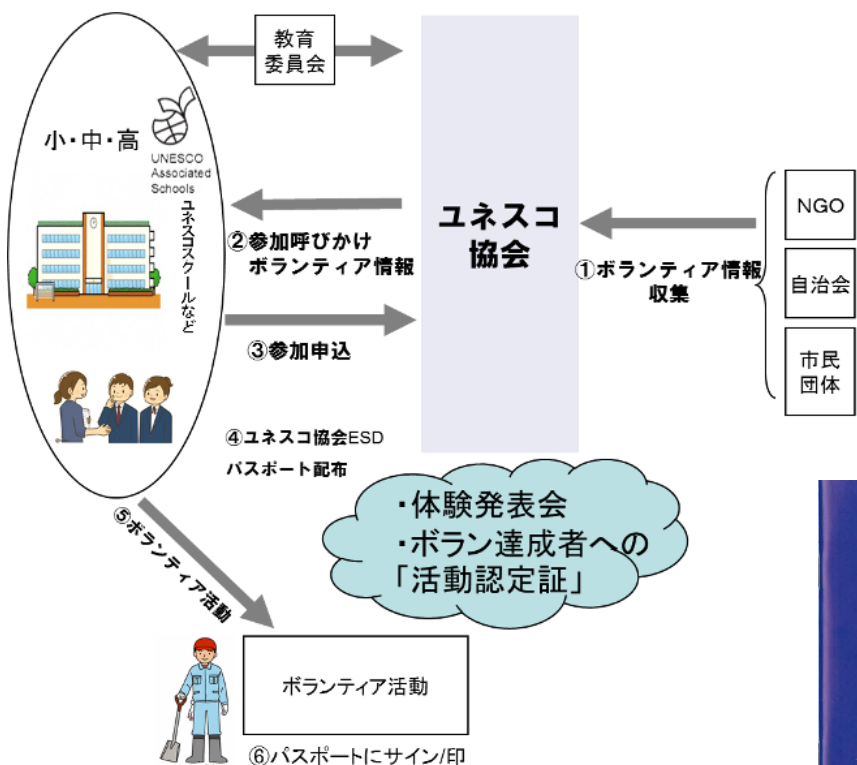 教育
委員会
小・中・高
UNESCO
Associated
Schools
ユネスコスクールなど
②参加呼びかけ
ボランティア情報
③参加申込
④ユネスコ協会ESD
パスポート配布
ユネスコ
協会
①ボランティア情報
収集
NGO
自治会
市民
団体
・体験発表会
・ボラン達成者への
「活動認定証」
⑤ボランティア活動
ボランティア活動
⑥パスポートにサイン/印